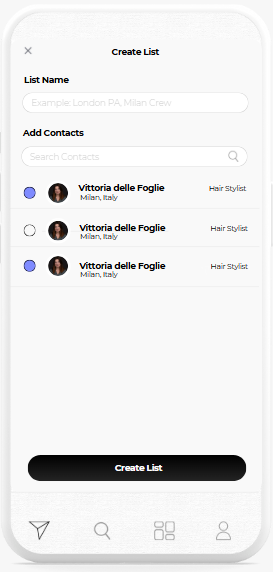 Create List
List Name
Example: London PA, Milan Crew
Add Contacts
Search Contacts
Vittoria delle Foglie Hair Stylist
Milan, Italy
Vittoria delle Foglie Hair Stylist
Milan, Italy
Vittoria delle Foglie Hair Stylist
Milan, Italy
Create List